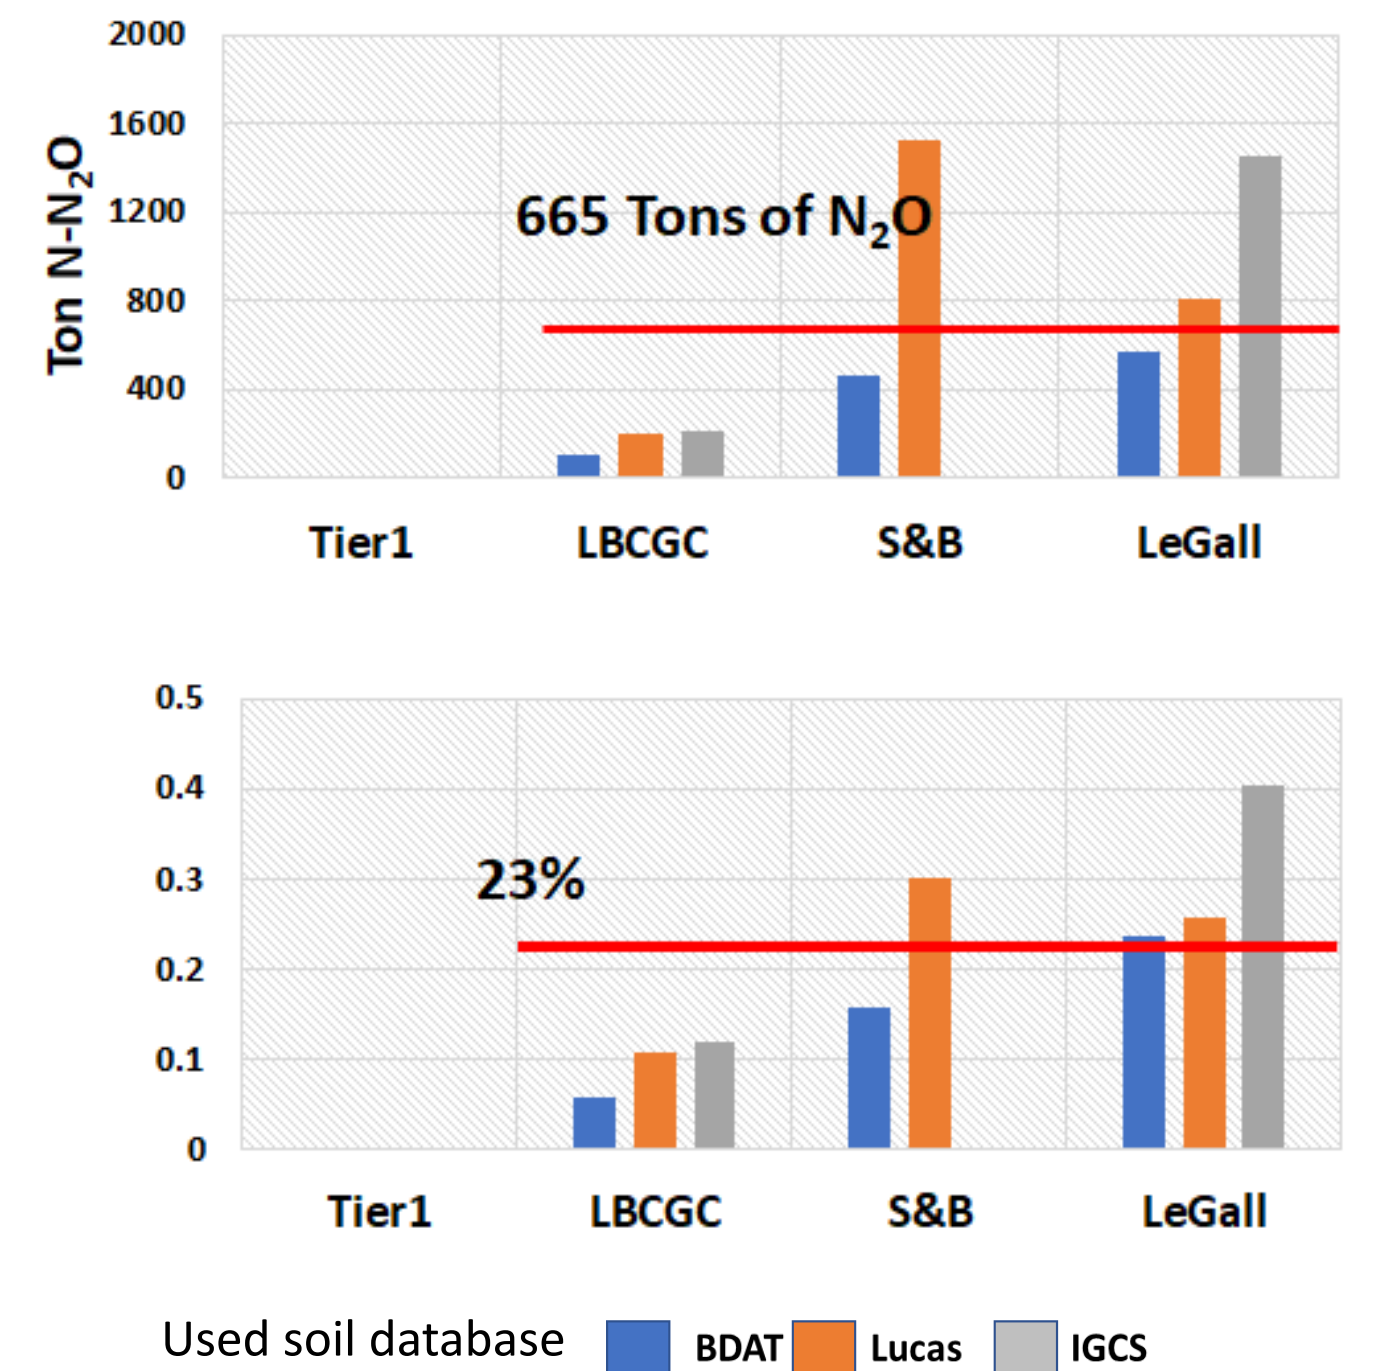 2000
1600
1200
800
400
0
Ton N-N₂O
665 Tons of N₂O
Tier1 LBCGC S&B LeGall
0.5
0.4
0.3
0.2
0.1
0
23%
Tier1 LBCGC S&B LeGall
Used soil database BDAT Lucas IGCS